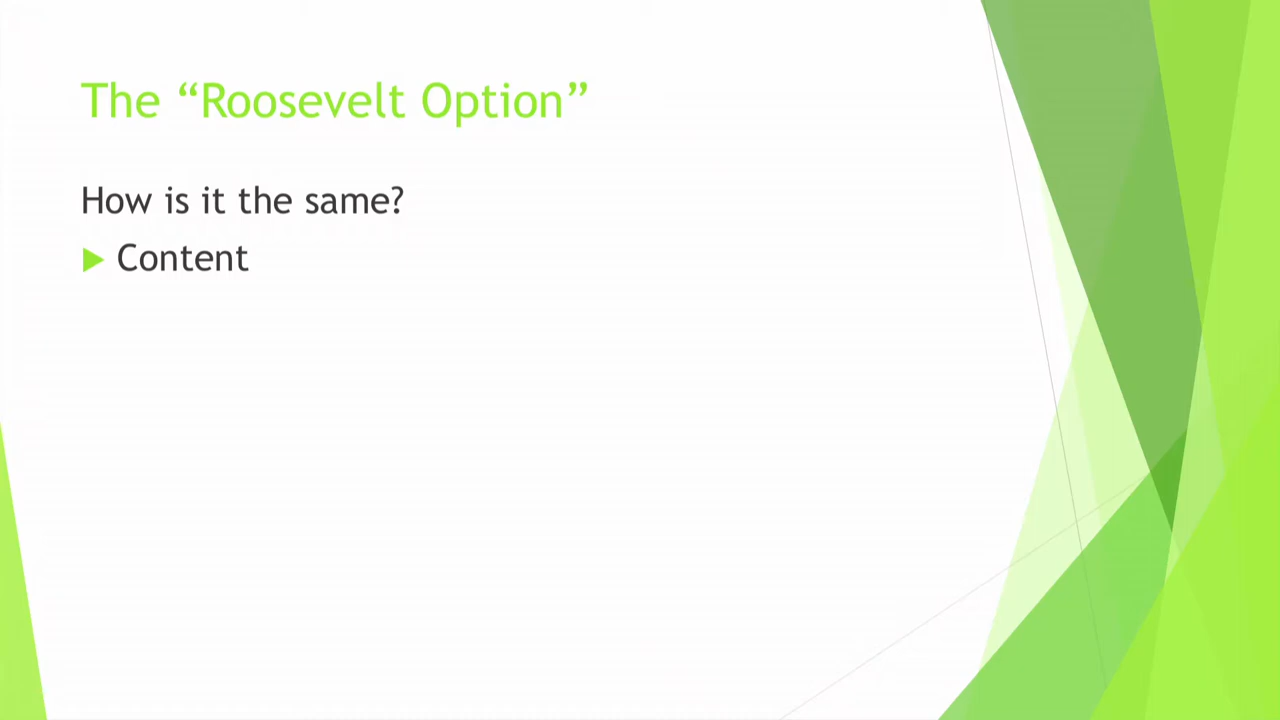 The “Roosevelt Option”
How is it the same?
Content